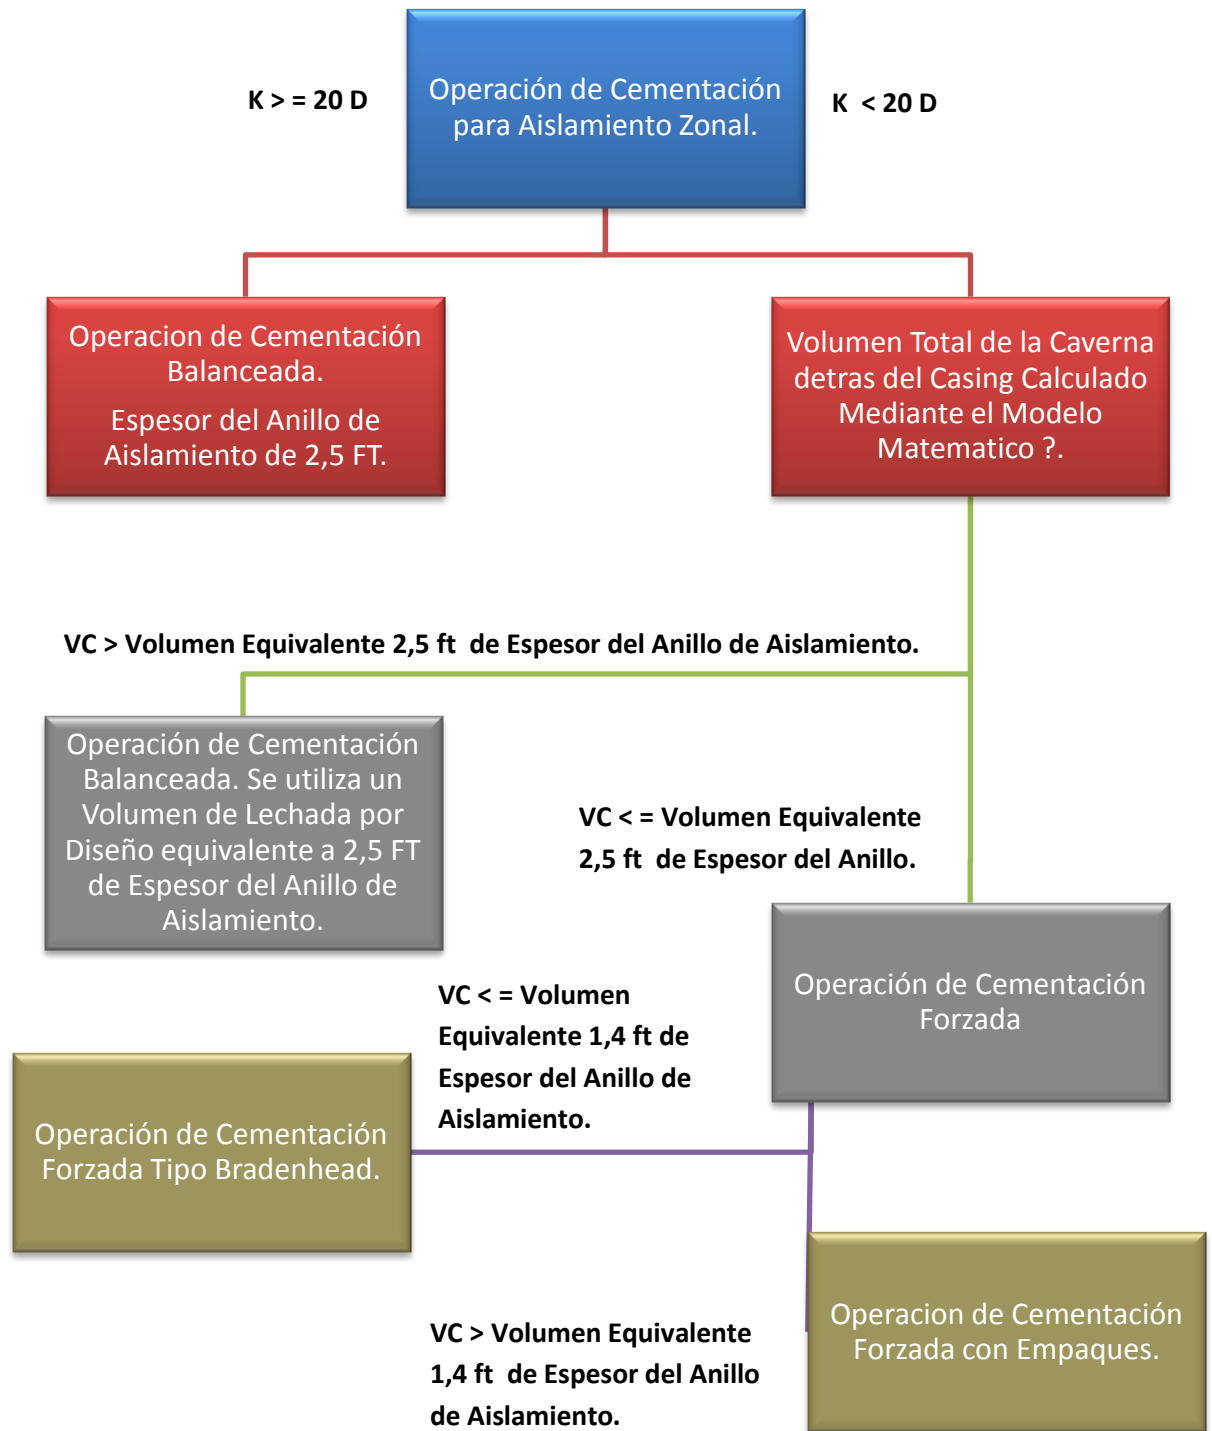 K > = 20 D
Operación de Cementación
para Aislamiento Zonal.
K < 20 D
Operacion de Cementación
Balanceada.
Espesor del Anillo de
Aislamiento de 2,5 FT.
Volumen Total de la Caverna
detras del Casing Calculado
Mediante el Modelo
Matematico ?.
VC > Volumen Equivalente 2,5 ft de Espesor del Anillo de Aislamiento.
Operación de Cementación
Balanceada. Se utiliza un
Volumen de Lechada por
Diseño equivalente a 2,5 FT
de Espesor del Anillo de
Aislamiento.
VC < = Volumen Equivalente
2,5 ft de Espesor del Anillo.
Operación de Cementación
Forzada
VC < = Volumen
Equivalente 1,4 ft de
Espesor del Anillo de
Aislamiento.
Operación de Cementación
Forzada Tipo Bradenhead.
Operacion de Cementación
Forzada con Empaques.
VC > Volumen Equivalente
1,4 ft de Espesor del Anillo
de Aislamiento.